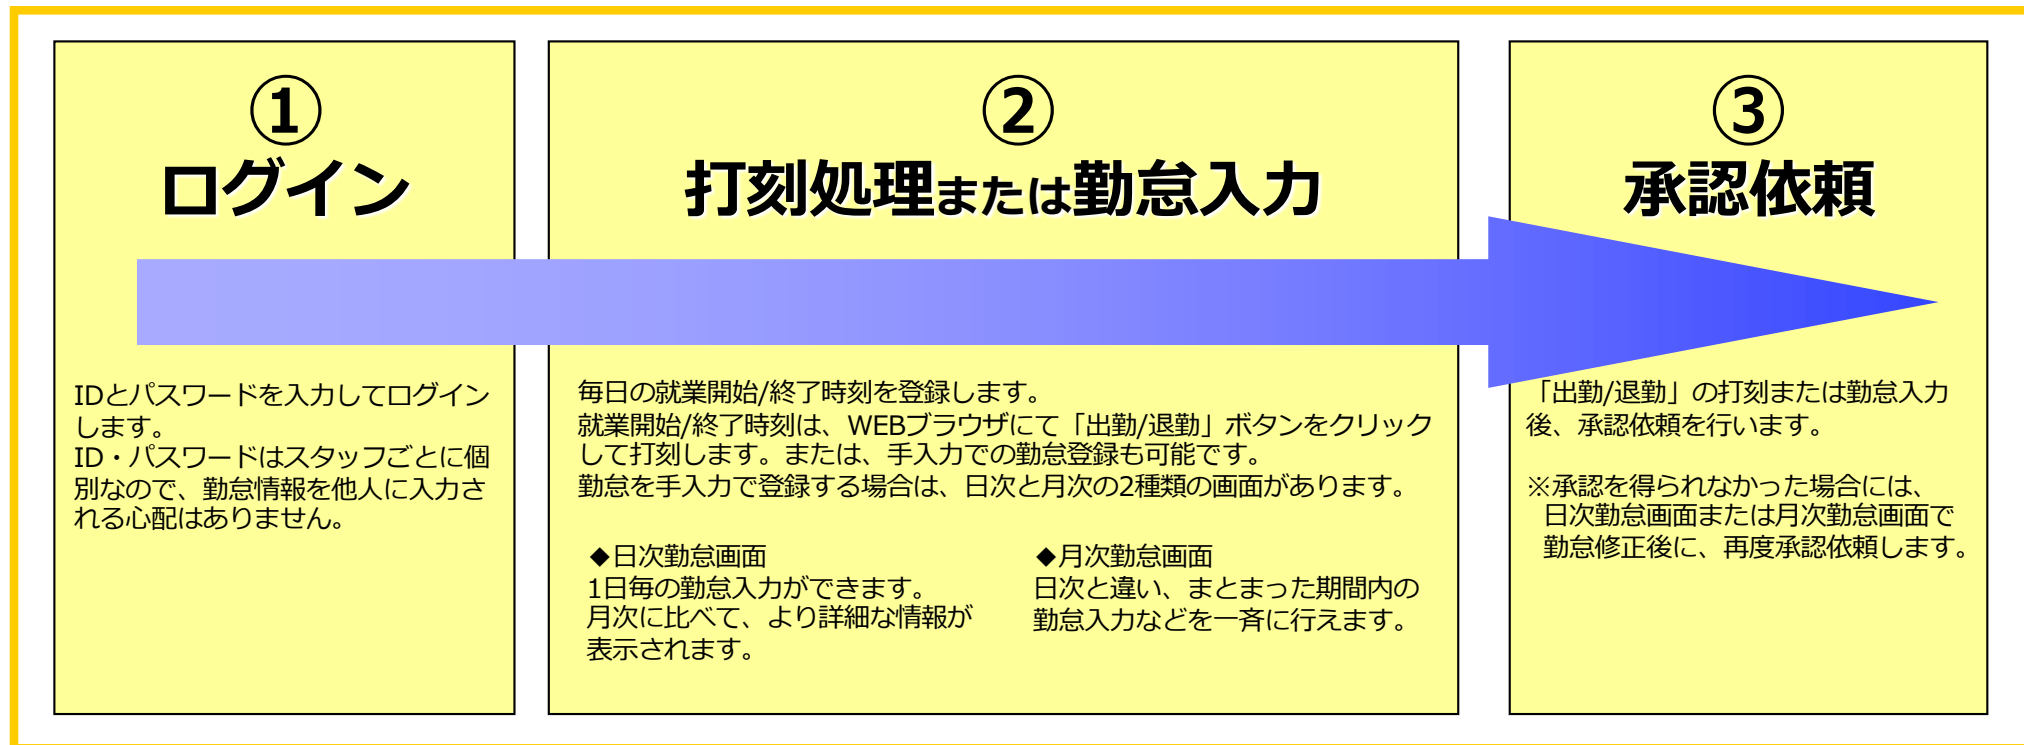 ①
ログイン
IDとパスワードを入力してログイン
します。
ID・パスワードはスタッフごとに個
別なので、勤怠情報を他人に入力さ
れる心配はありません。
②
打刻処理または勤怠入力
毎日の就業開始/終了時刻を登録します。
就業開始/終了時刻は、WEBブラウザにて「出勤/退勤」ボタンをクリック
して打刻します。または、手入力での勤怠登録も可能です。
勤怠を手入力で登録する場合は、日次と月次の2種類の画面があります。
◆日次勤怠画面
1日毎の勤怠入力ができます。
月次に比べて、より詳細な情報が
表示されます。
◆月次勤怠画面
日次と違い、まとまった期間内の
勤怠入力などを一斉に行えます。
③
承認依頼
「出勤/退勤」の打刻または勤怠入力
後、承認依頼を行います。
※承認を得られなかった場合には、
日次勤怠画面または月次勤怠画面で
勤怠修正後に、再度承認依頼します。